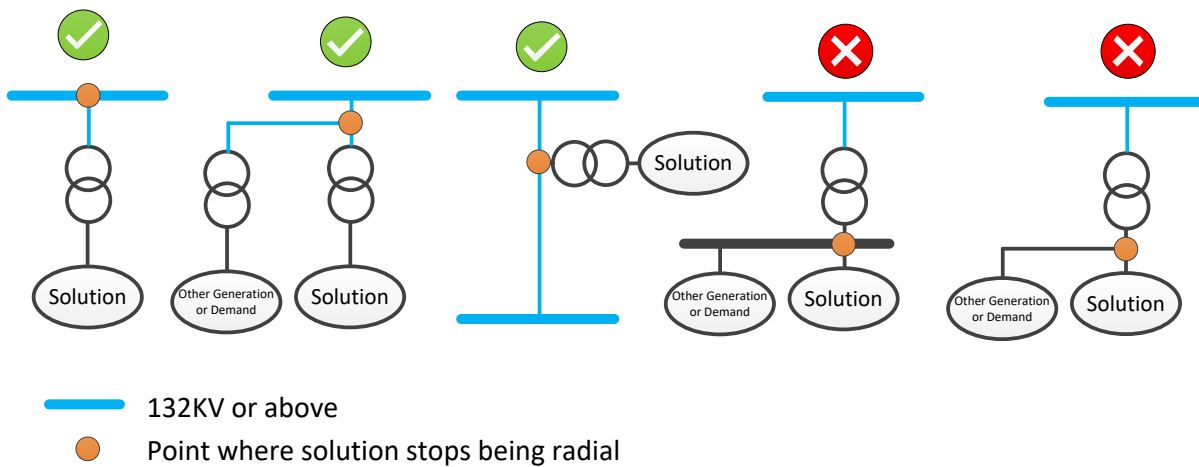 Solution
Solution
Other Generation
or Demand
Solution
Other Generation
or Demand
Solution
Other Generation
or Demand
Solution
132KV or above
Point where solution stops being radial